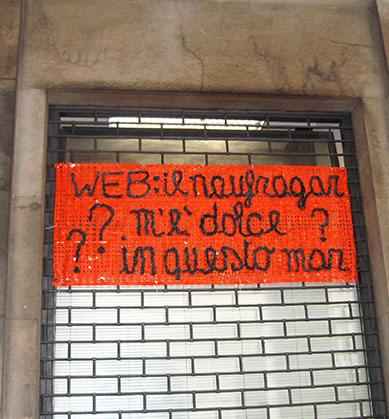 WEB: il naufragar
?? m'è dolce ?
in questo mar